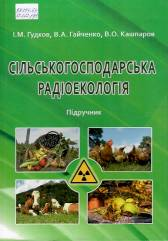 І.М. Гудков, В.А. Гайченко, В.О. Кашпаров
СІЛЬСЬКОГОСПОДАРСЬКА
РАДІОЕКОЛОГІЯ
Підручник